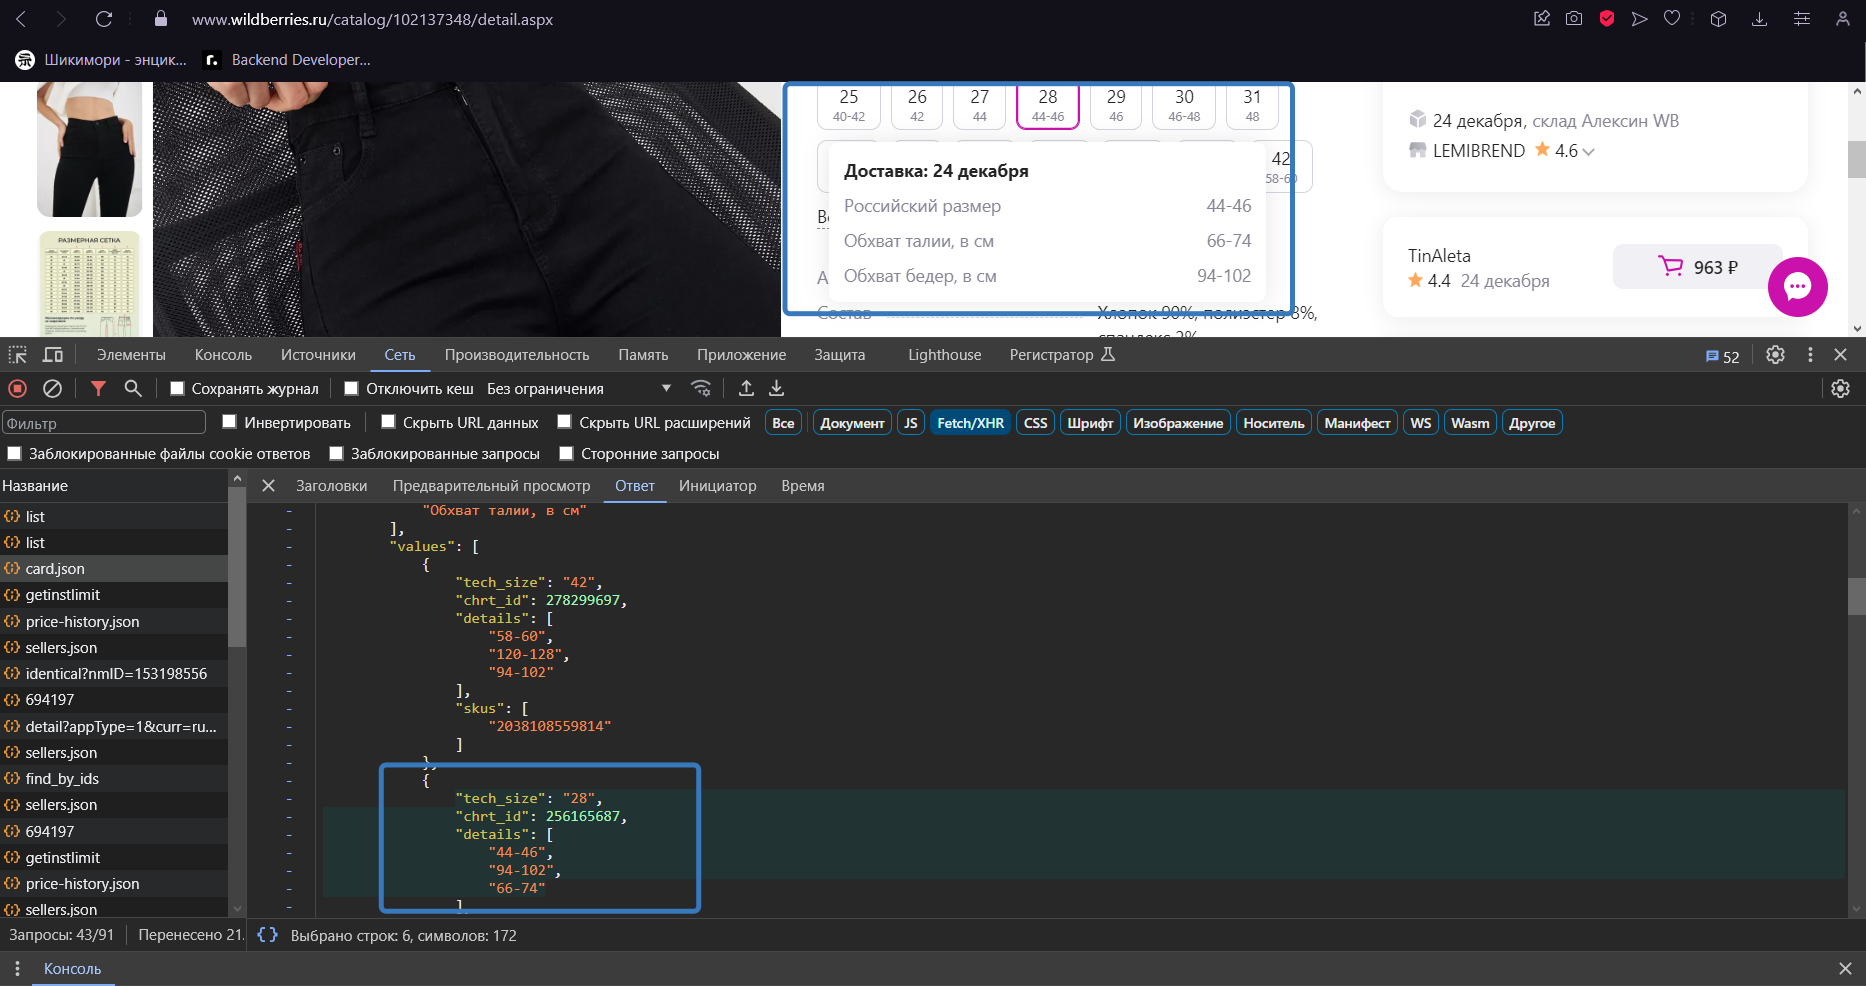 www.wildberries.ru/catalog/102137348/detail.aspx
Шикимори - энцик...
Backend Developer...
РАЗМЕРНАЯ СЕТКА
25 26 27 28 29 30 31
40-42 42 44 44-46 46 46-48 48
42
58-60
Доставка: 24 декабря
Российский размер 44-46
Обхват талии, в см 66-74
Обхват бедер, в см 94-102
Состав Хлопок 90%, полиэстер 8%,
спандекс 2%
24 декабря, склад Алексин WB
LEMIBREND 4.6
TinAleta
4.4 24 декабря
963 ₽
Элементы Консоль Источники Сеть Производительность Память Приложение Защита Lighthouse Регистратор 52
Сохранять журнал Отключить кеш Без ограничения
Фильтр Инвертировать Скрыть URL данных Скрыть URL расширений Все Документ JS Fetch/XHR CSS Шрифт Изображение Носитель Манифест WS Wasm Другое
Заблокированные файлы cookie ответов Заблокированные запросы Сторонние запросы
Название
list
list
card.json
getinstlimit
price-history.json
sellers.json
identical?nmID=153198556
694197
detail?appType=1&curr=ru...
sellers.json
find_by_ids
sellers.json
694197
getinstlimit
price-history.json
sellers.json
Заголовки Предварительный просмотр Ответ Инициатор Время
"Обхват талии, в см"
],
"values": [
{
"tech_size": "42",
"chrt_id": 278299697,
"details": [
"58-60",
"120-128",
"94-102"
],
"skus": [
"2038108559814"
]
},
{
"tech_size": "28",
"chrt_id": 256165687,
"details": [
"44-46",
"94-102",
"66-74"
]
Запросы: 43/91 Перенесено 21. {} Выбрано строк: 6, символов: 172
Консоль